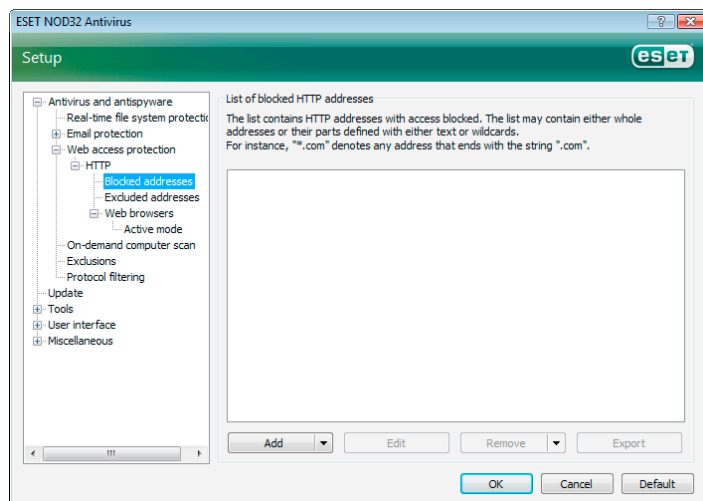 ESET NOD32 Antivirus
Setup
eset
Antivirus and antispyware
Real-time file system protectic
Email protection
Web access protection
HTTP
Blocked addresses
Excluded addresses
Web browsers
Active mode
On-demand computer scan
Exclusions
Protocol filtering
Update
Tools
User interface
Miscellaneous
List of blocked HTTP addresses
The list contains HTTP addresses with access blocked. The list may contain either whole
addresses or their parts defined with either text or wildcards.
For instance, "*.com" denotes any address that ends with the string ".com".
Add
Edit
Remove
Export
OK
Cancel
Default